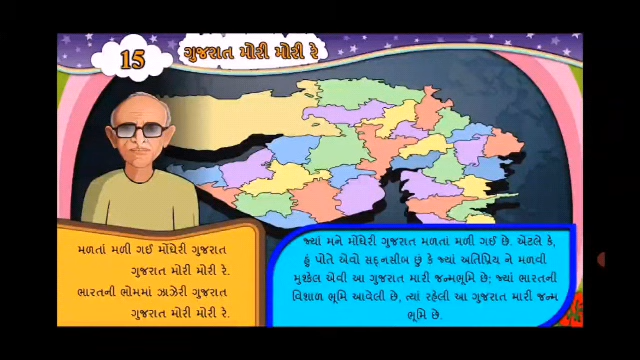 15
ગુજરાત મોરી મોરી રે
મળતાં મળી ગઈ મોંઘેરી ગુજરાત
ગુજરાત મોરી મોરી રે.
ભારતની ભોમમાં ઝાઝેરી ગુજરાત
ગુજરાત મોરી મોરી રે.
જ્યાં મને મોંઘેરી ગુજરાત મળતાં મળી ગઈ છે. એટલે કે,
હું પોતે એવો સદ્નસીબ છું કે જ્યાં અતિપ્રિય ને મળવી
મુશ્કેલ એવી આ ગુજરાત મારી જન્મભૂમિ છે; જ્યાં ભારતની
વિશાળ ભૂમિ આવેલી છે, ત્યાં રહેલી આ ગુજરાત મારી જન્મ
ભૂમિ છે.